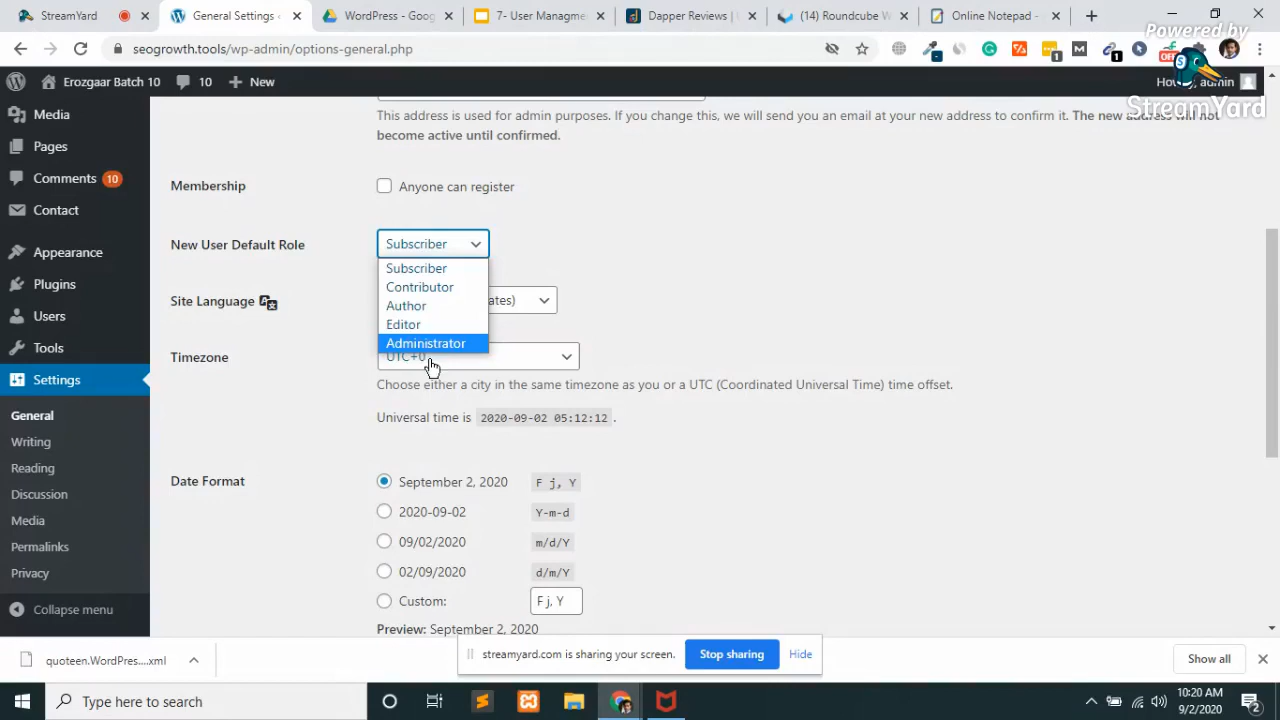 StreamYard
General Settings ‹
WordPress - Goog
7- User Managme
Dapper Reviews |
(14) Roundcube W
Online Notepad -
seogrowth.tools/wp-admin/options-general.php
Powered by
StreamYard
Erozgaar Batch 10
10
New
Howdy, admin
Media
Pages
Comments 10
Contact
Appearance
Plugins
Users
Tools
Settings
General
Writing
Reading
Discussion
Media
Permalinks
Privacy
Collapse menu
This address is used for admin purposes. If you change this, we will send you an email at your new address to confirm it. The new address will not
become active until confirmed.
Membership
Anyone can register
New User Default Role
Subscriber
Subscriber
Contributor
Author
Editor
Administrator
Site Language
ates)
Timezone
UTC+0
Choose either a city in the same timezone as you or a UTC (Coordinated Universal Time) time offset.
Universal time is 2020-09-02 05:12:12 .
Date Format
September 2, 2020 F j, Y
2020-09-02 Y-m-d
09/02/2020 m/d/Y
02/09/2020 d/m/Y
Custom: F j, Y
Preview: September 2, 2020
streamyard.com is sharing your screen.
Stop sharing
Hide
quoteen.WordPres....xml
Show all
Type here to search
10:20 AM
9/2/2020
2